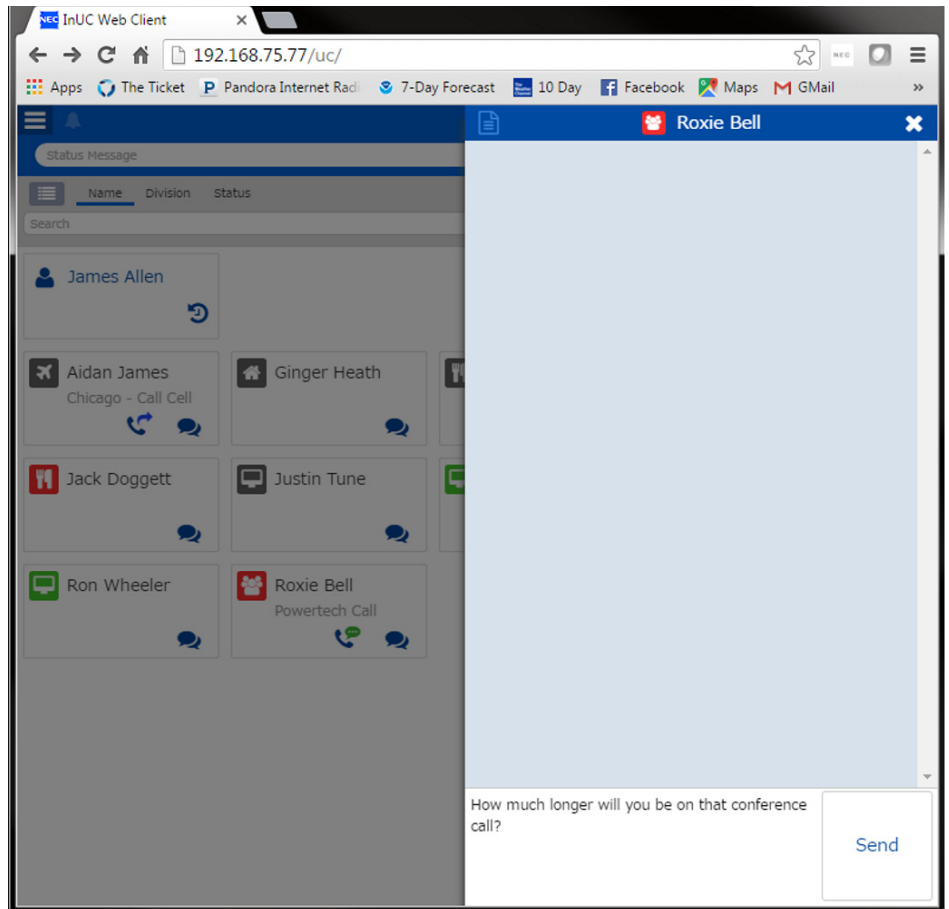 NEC InUC Web Client
192.168.75.77/uc/
NEC
Apps The Ticket P Pandora Internet Radi 7-Day Forecast 10 Day Facebook Maps GMail »
Roxie Bell
Status Message
Name Division Status
Search
James Allen
Aidan James Ginger Heath
Chicago - Call Cell
Jack Doggett Justin Tune
Ron Wheeler Roxie Bell
Powertech Call
How much longer will you be on that conference
call?
Send